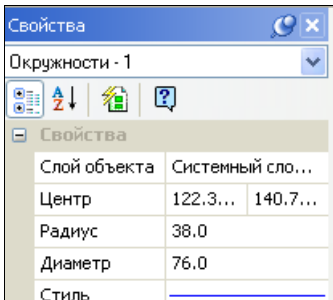 Свойства
Окружности - 1
Свойства
Слой объекта Системный сло...
Центр 122.3... 140.7...
Радиус 38.0
Диаметр 76.0
Стиль